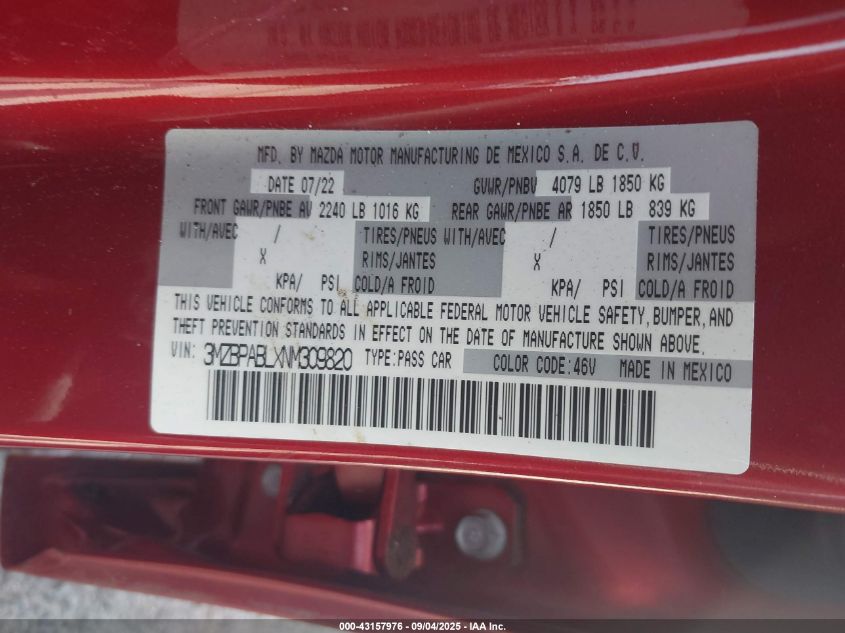 MFD. BY MAZDA MOTOR MANUFACTURING DE MEXICO S.A. DE C.V.
DATE 07/22 GVWR/PNBV 4079 LB 1850 KG
FRONT GAWR/PNBE AV 2240 LB 1016 KG REAR GAWR/PNBE AR 1850 LB 839 KG
WITH/AVEC / TIRES/PNEUS WITH/AVEC / TIRES/PNEUS
X RIMS/JANTES X RIMS/JANTES
KPA/ PSI COLD/A FROID KPA/ PSI COLD/A FROID
THIS VEHICLE CONFORMS TO ALL APPLICABLE FEDERAL MOTOR VEHICLE SAFETY, BUMPER, AND
THEFT PREVENTION STANDARDS IN EFFECT ON THE DATE OF MANUFACTURE SHOWN ABOVE.
VIN: 3MZBPABLXNM309820 TYPE:PASS CAR COLOR CODE:46V MADE IN MEXICO
000-43157976 - 09/04/2025 - IAA Inc.